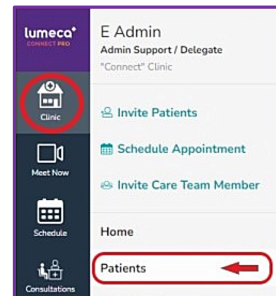 lumeca+
CONNECT PRO
Clinic
Meet Now
Schedule
Consultations
E Admin
Admin Support / Delegate
"Connect" Clinic
Invite Patients
Schedule Appointment
Invite Care Team Member
Home
Patients